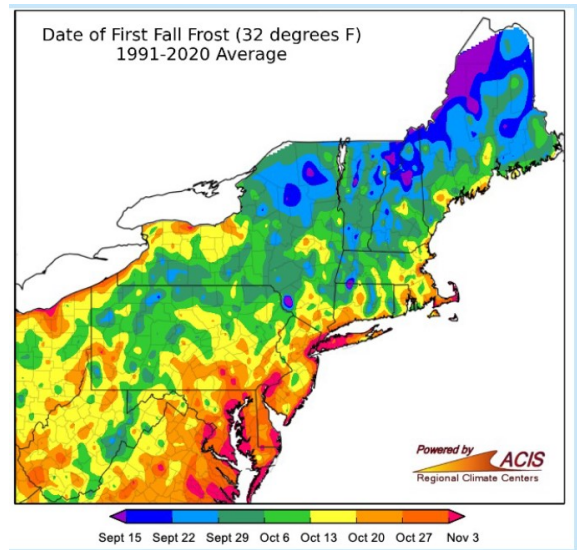 Date of First Fall Frost (32 degrees F)
1991-2020 Average
Powered by
ACIS
Regional Climate Centers
Sept 15 Sept 22 Sept 29 Oct 6 Oct 13 Oct 20 Oct 27 Nov 3